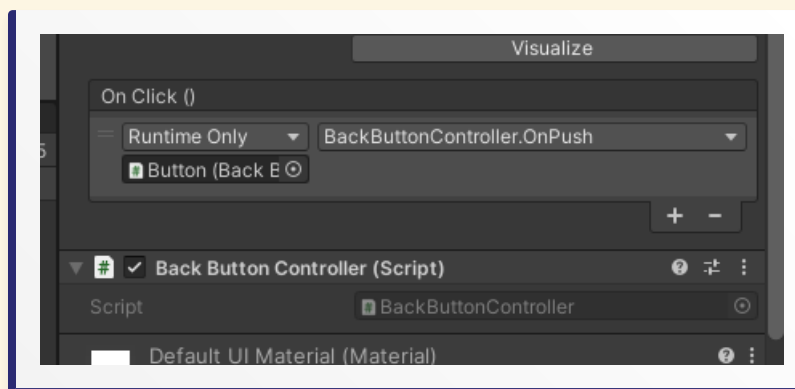 Visualize
On Click ()
Runtime Only BackButtonController.OnPush
Button (Back B
+ -
# Back Button Controller (Script)
Script BackButtonController
Default UI Material (Material)